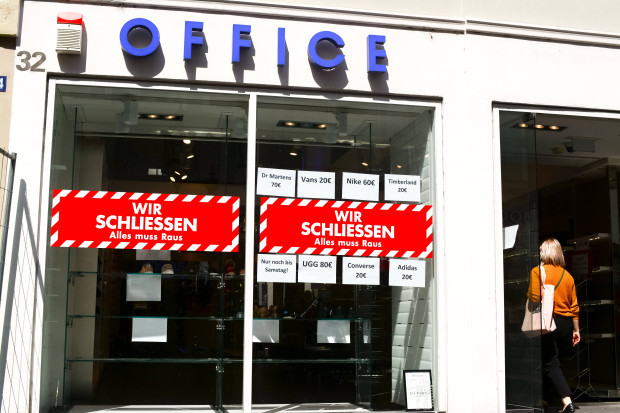 OFFICE
32
Dr Martens
70€
Vans 20€
Nike 60€
Timberland
20€
WIR
SCHLIESSEN
Alles muss Raus
WIR
SCHLIESSEN
Alles muss Raus
Nur noch bis
Samstag!
UGG 80€
Converse
20€
Adidas
20€